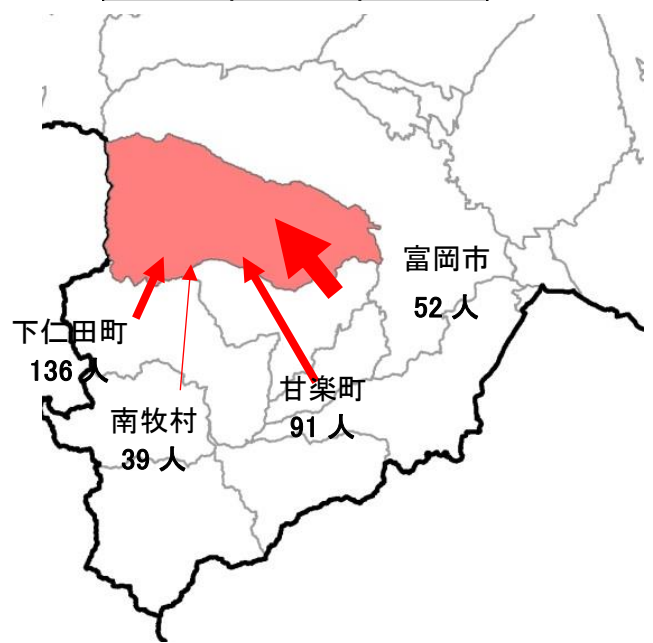 富岡市
52 人
下仁田町
136 人
甘楽町
91 人
南牧村
39 人